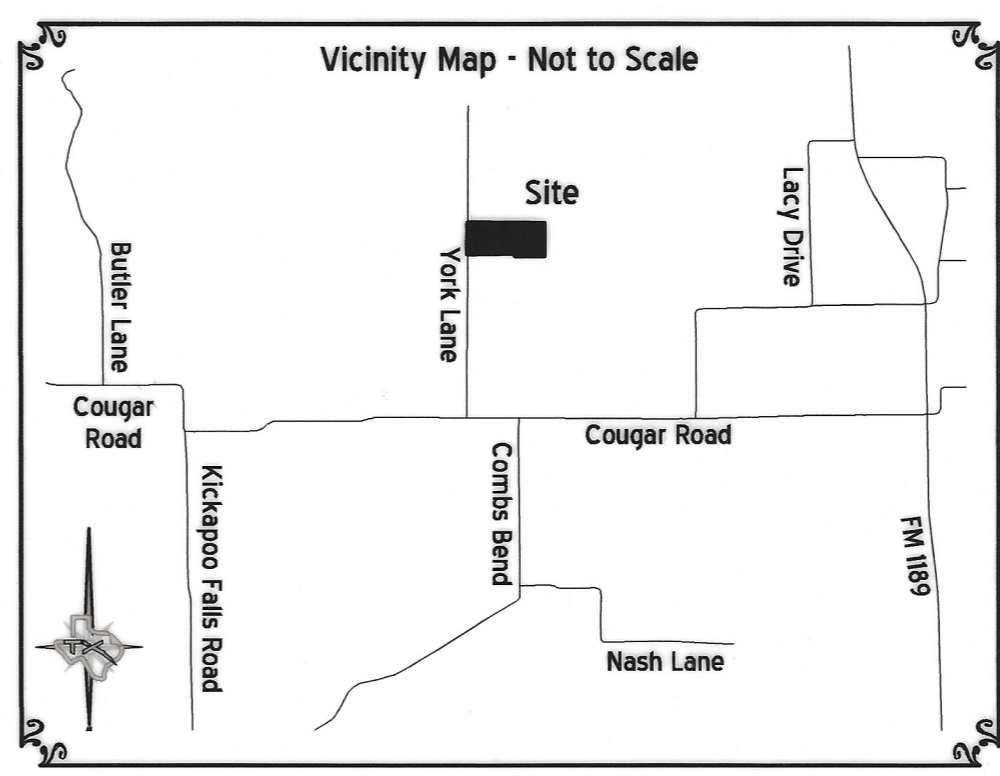 Vicinity Map - Not to Scale
Site
Lacy Drive
York Lane
Butler Lane
Cougar
Road
Cougar Road
Combs Bend
Kickapoo Falls Road
FM 1189
Nash Lane
TX